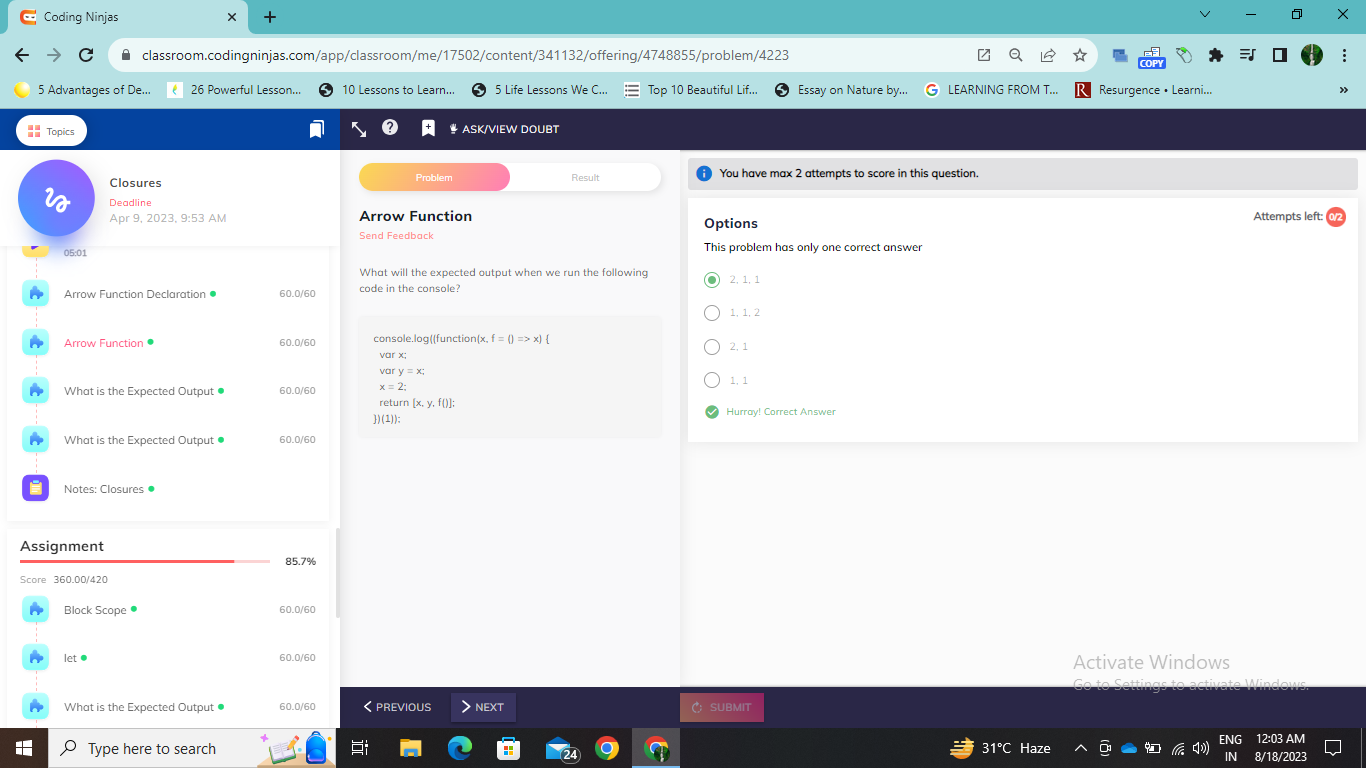 Coding Ninjas
classroom.codingninjas.com/app/classroom/me/17502/content/341132/offering/4748855/problem/4223
COPY
5 Advantages of De...
26 Powerful Lesson...
10 Lessons to Learn...
5 Life Lessons We C...
Top 10 Beautiful Lif...
Essay on Nature by...
LEARNING FROM T...
R
Resurgence • Learni...
»
Topics
ASK/VIEW DOUBT
Closures
Deadline
Apr 9, 2023, 9:53 AM
05:01
Arrow Function Declaration 60.0/60
Arrow Function 60.0/60
What is the Expected Output 60.0/60
What is the Expected Output 60.0/60
Notes: Closures
Assignment
85.7%
Score 360.00/420
Block Scope 60.0/60
let 60.0/60
What is the Expected Output 60.0/60
Problem
Result
Arrow Function
Send Feedback
What will the expected output when we run the following
code in the console?
console.log((function(x, f = () => x) {
var x;
var y = x;
x = 2;
return [x, y, f()];
})(1));
You have max 2 attempts to score in this question.
Options
Attempts left: 0/2
This problem has only one correct answer
2, 1, 1
1, 1, 2
2, 1
1, 1
Hurray! Correct Answer
Activate Windows
Go to Settings to activate Windows.
PREVIOUS
NEXT
SUBMIT
Type here to search
24
31°C Haze
ENG
IN
12:03 AM
8/18/2023